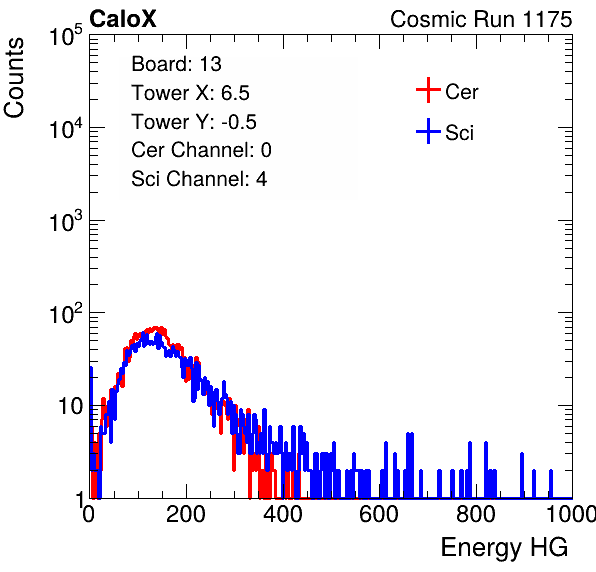 CaloX Cosmic Run 1175
Counts
Board: 13
Tower X: 6.5
Tower Y: -0.5
Cer Channel: 0
Sci Channel: 4
Cer
Sci
10^5
10^4
10^3
10^2
10
1
0 200 400 600 800 1000
Energy HG